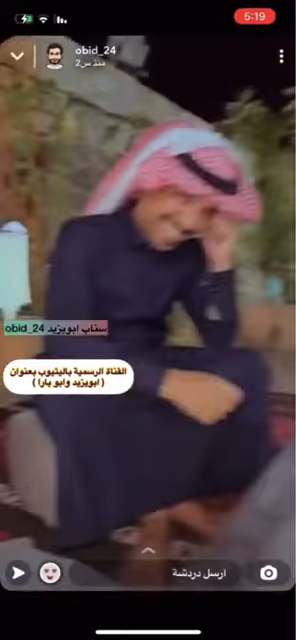 5:19
obid_24
منذ س2
سناب ابويزيد obid_24
القناة الرسمية باليتيوب بعنوان
( ابويزيد وابو يارا )
ارسل دردشة